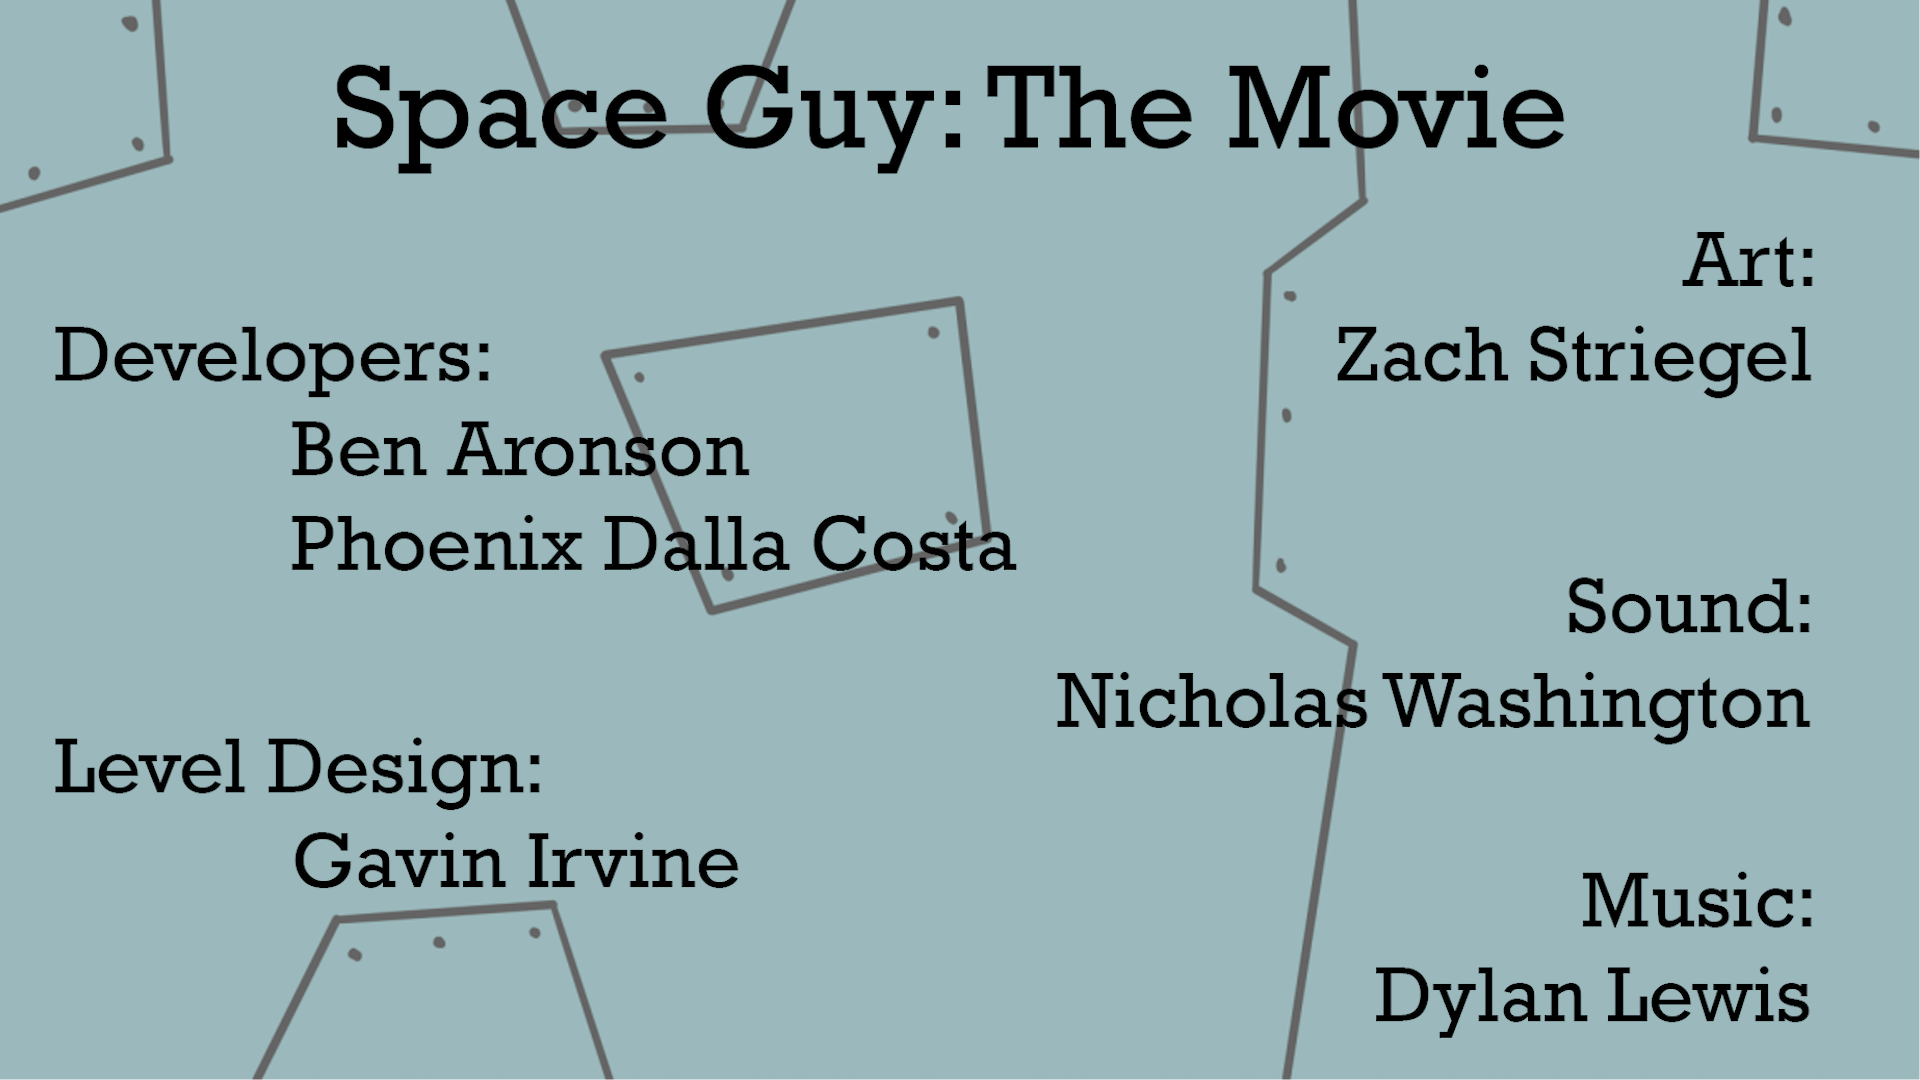 Space Guy: The Movie
Developers:
Ben Aronson
Phoenix Dalla Costa
Level Design:
Gavin Irvine
Art:
Zach Striegel
Sound:
Nicholas Washington
Music:
Dylan Lewis